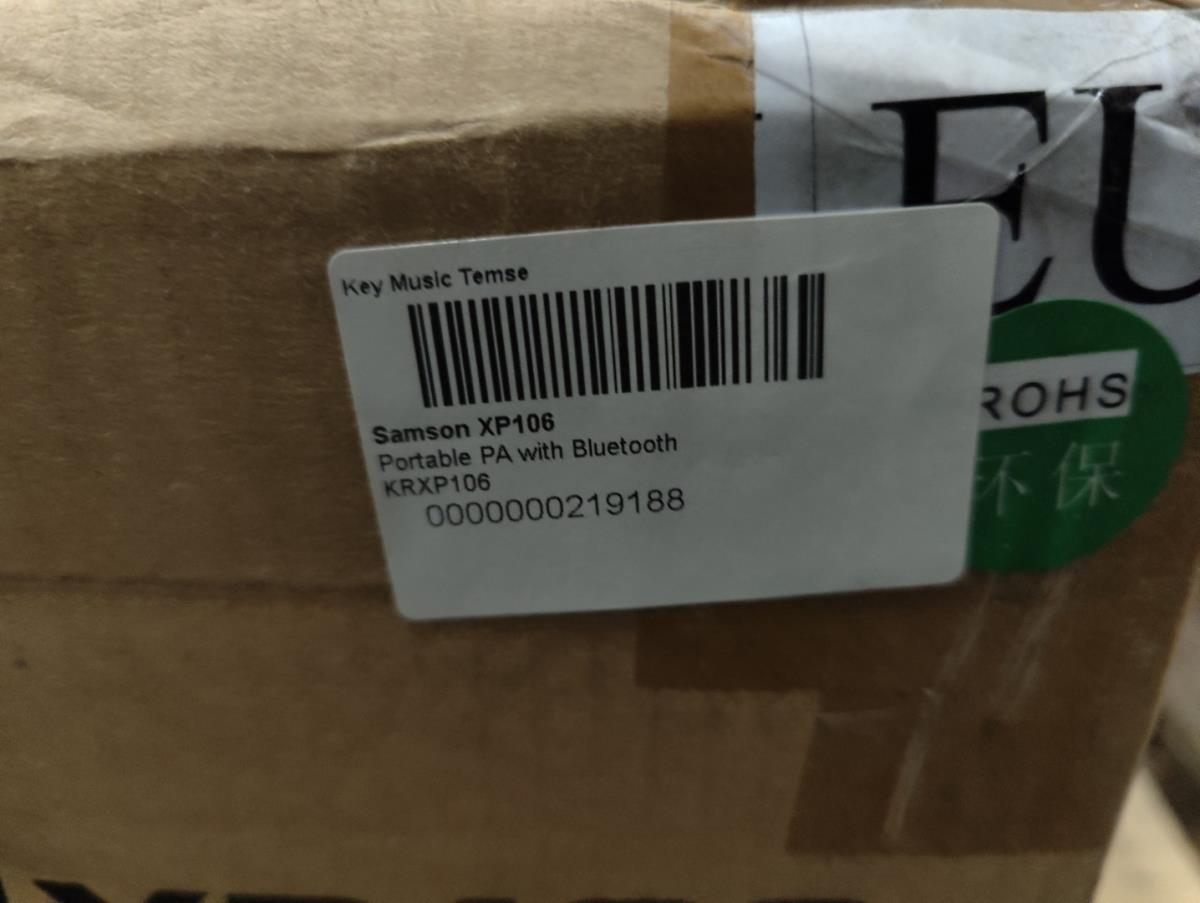 EU
Key Music Temse
ROHS
环保
Samson XP106
Portable PA with Bluetooth
KRXP106
0000000219188